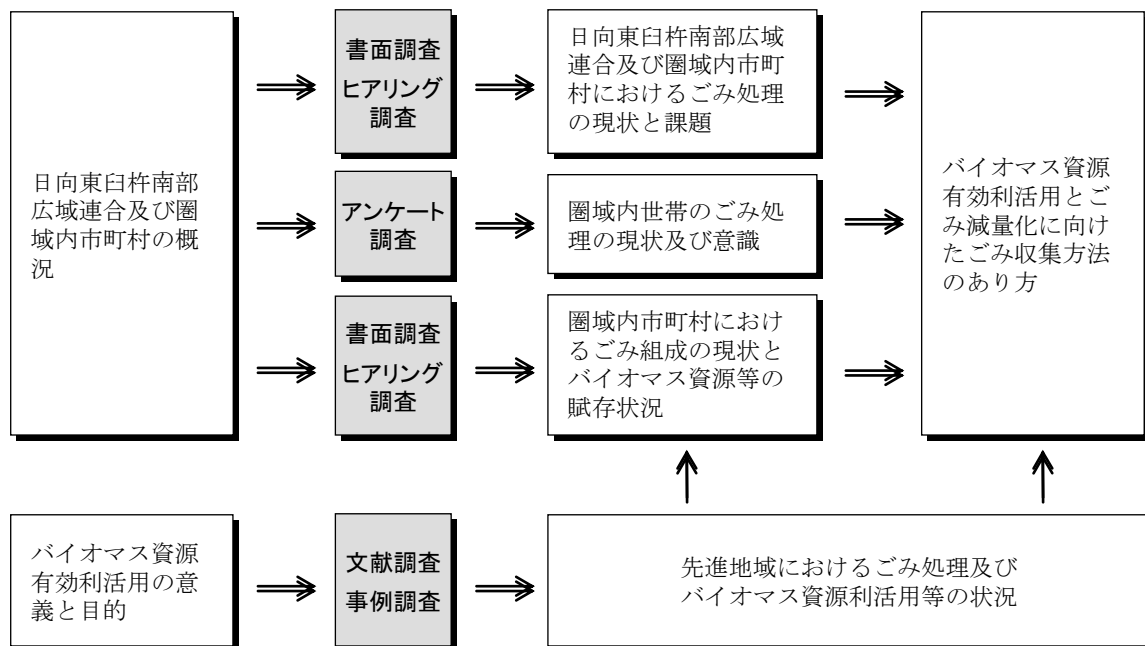 日向東臼杵南部
広域連合及び圏
域内市町村の概
況
書面調査
ヒアリング
調査
日向東臼杵南部広域
連合及び圏域内市町
村におけるごみ処理
の現状と課題
アンケート
調査
圏域内世帯のごみ処
理の現状及び意識
書面調査
ヒアリング
調査
圏域内市町村におけ
るごみ組成の現状と
バイオマス資源等の
賦存状況
バイオマス資源
有効利活用とご
み減量化に向け
たごみ収集方法
のあり方
バイオマス資源
有効利活用の意
義と目的
文献調査
事例調査
先進地域におけるごみ処理及び
バイオマス資源利活用等の状況